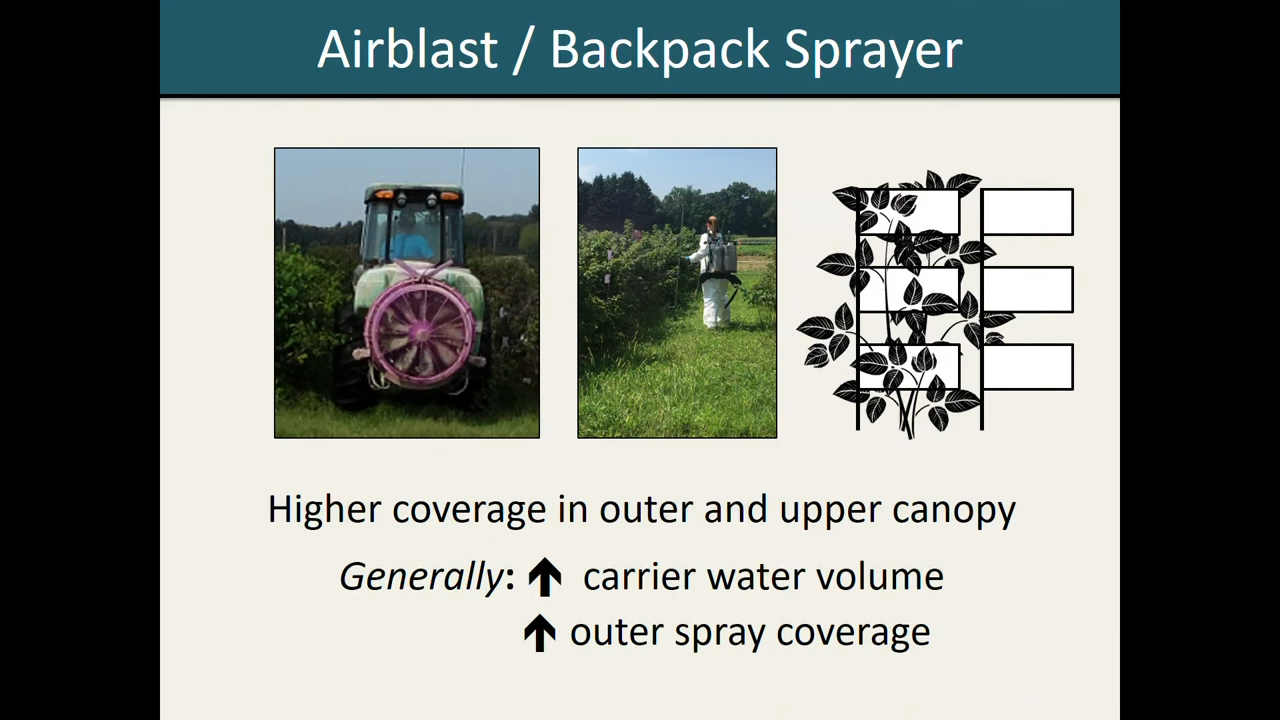 Airblast / Backpack Sprayer
Higher coverage in outer and upper canopy
Generally: ↑ carrier water volume
↑ outer spray coverage